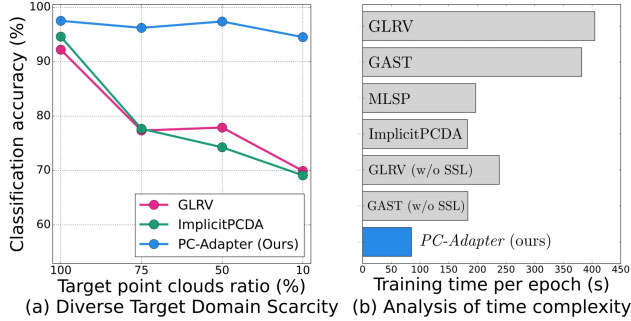 Classification accuracy (%)
100
90
80
70
60
GLRV
ImplicitPCDA
PC-Adapter (Ours)
100 75 50 10
Target point clouds ratio (%)
(a) Diverse Target Domain Scarcity
GLRV
GAST
MLSP
ImplicitPCDA
GLRV (w/o SSL)
GAST (w/o SSL)
PC-Adapter (ours)
0 50 100 150 200 250 300 350 400 450
Training time per epoch (s)
(b) Analysis of time complexity